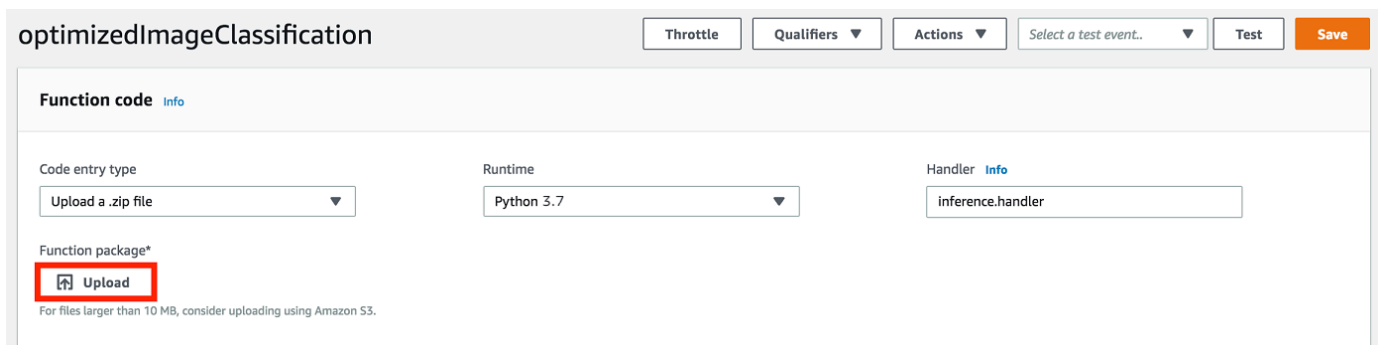 optimizedImageClassification
Throttle
Qualifiers
Actions
Select a test event..
Test
Save
Function code Info
Code entry type
Runtime
Handler Info
Upload a .zip file
Python 3.7
inference.handler
Function package*
Upload
For files larger than 10 MB, consider uploading using Amazon S3.